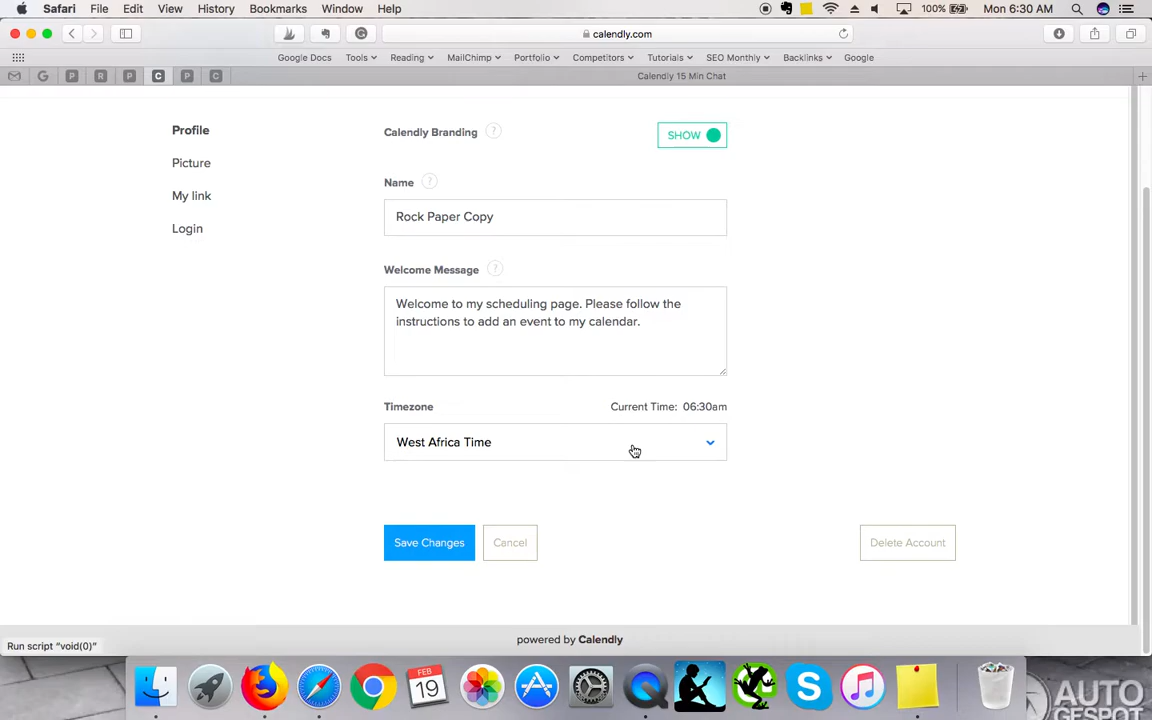 Safari File Edit View History Bookmarks Window Help 100% Mon 6:30 AM
calendly.com
Google Docs Tools Reading MailChimp Portfolio Competitors Tutorials SEO Monthly Backlinks Google
G P R P C P C Calendly 15 Min Chat
Profile
Picture
My link
Login
Calendly Branding ? SHOW
Name ?
Rock Paper Copy
Welcome Message ?
Welcome to my scheduling page. Please follow the
instructions to add an event to my calendar.
Timezone Current Time: 06:30am
West Africa Time
Save Changes Cancel Delete Account
powered by Calendly
Run script "void(0)"
FEB
19
AUTO
GESPOT